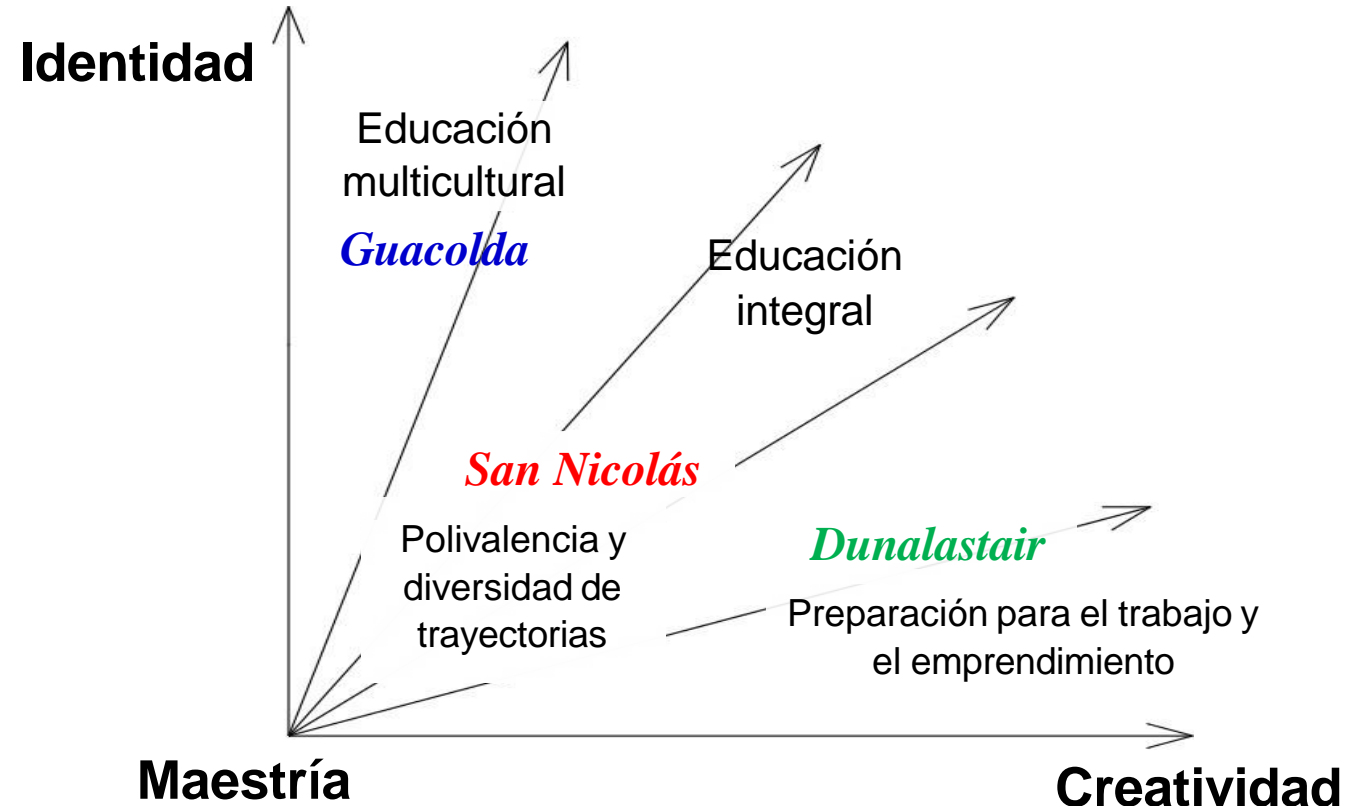 Identidad
Educación
multicultural
Guacolda
Educación
integral
San Nicolás
Polivalencia y
diversidad de
trayectorias
Dunalastair
Preparación para el trabajo y
el emprendimiento
Maestría
Creatividad